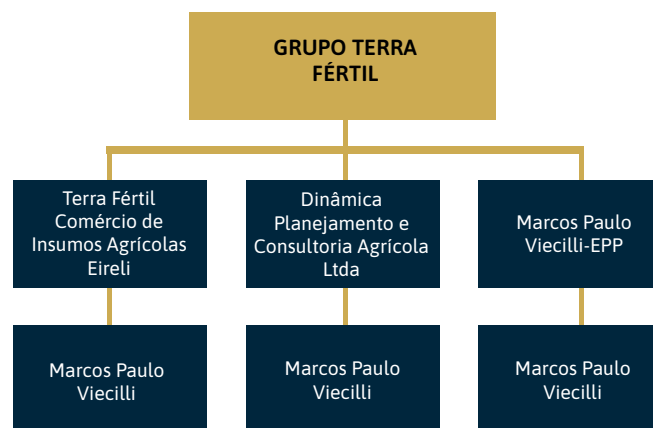 GRUPO TERRA
FÉRTIL
Terra Fértil
Comércio de
Insumos Agrícolas
Eireli
Dinâmica
Planejamento e
Consultoria Agrícola
Ltda
Marcos Paulo
Viecilli-EPP
Marcos Paulo
Viecilli
Marcos Paulo
Viecilli
Marcos Paulo
Viecilli